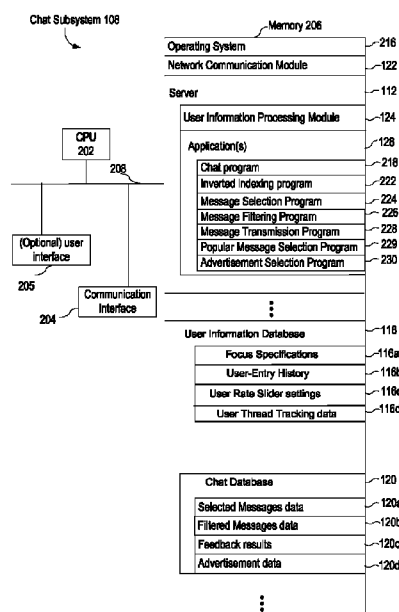 Chat Subsystem 108
Memory 206
Operating System 216
Network Communication Module 122
Server 112
User Information Processing Module 124
Application(s) 128
Chat program 218
Inverted Indexing program 222
Message Selection Program 224
Message Filtering Program 226
Message Transmission Program 228
Popular Message Selection Program 229
Advertisement Selection Program 230
CPU
202
208
(Optional) user
interface
205
Communication
Interface
204
User Information Database 116
Focus Specifications 116a
User-Entry History 116b
User Rate Slider settings
User Thread Tracking data
Chat Database 120
Selected Messages data 120a
Filtered Messages data 120b
Feedback results 120c
Advertisement data 120d